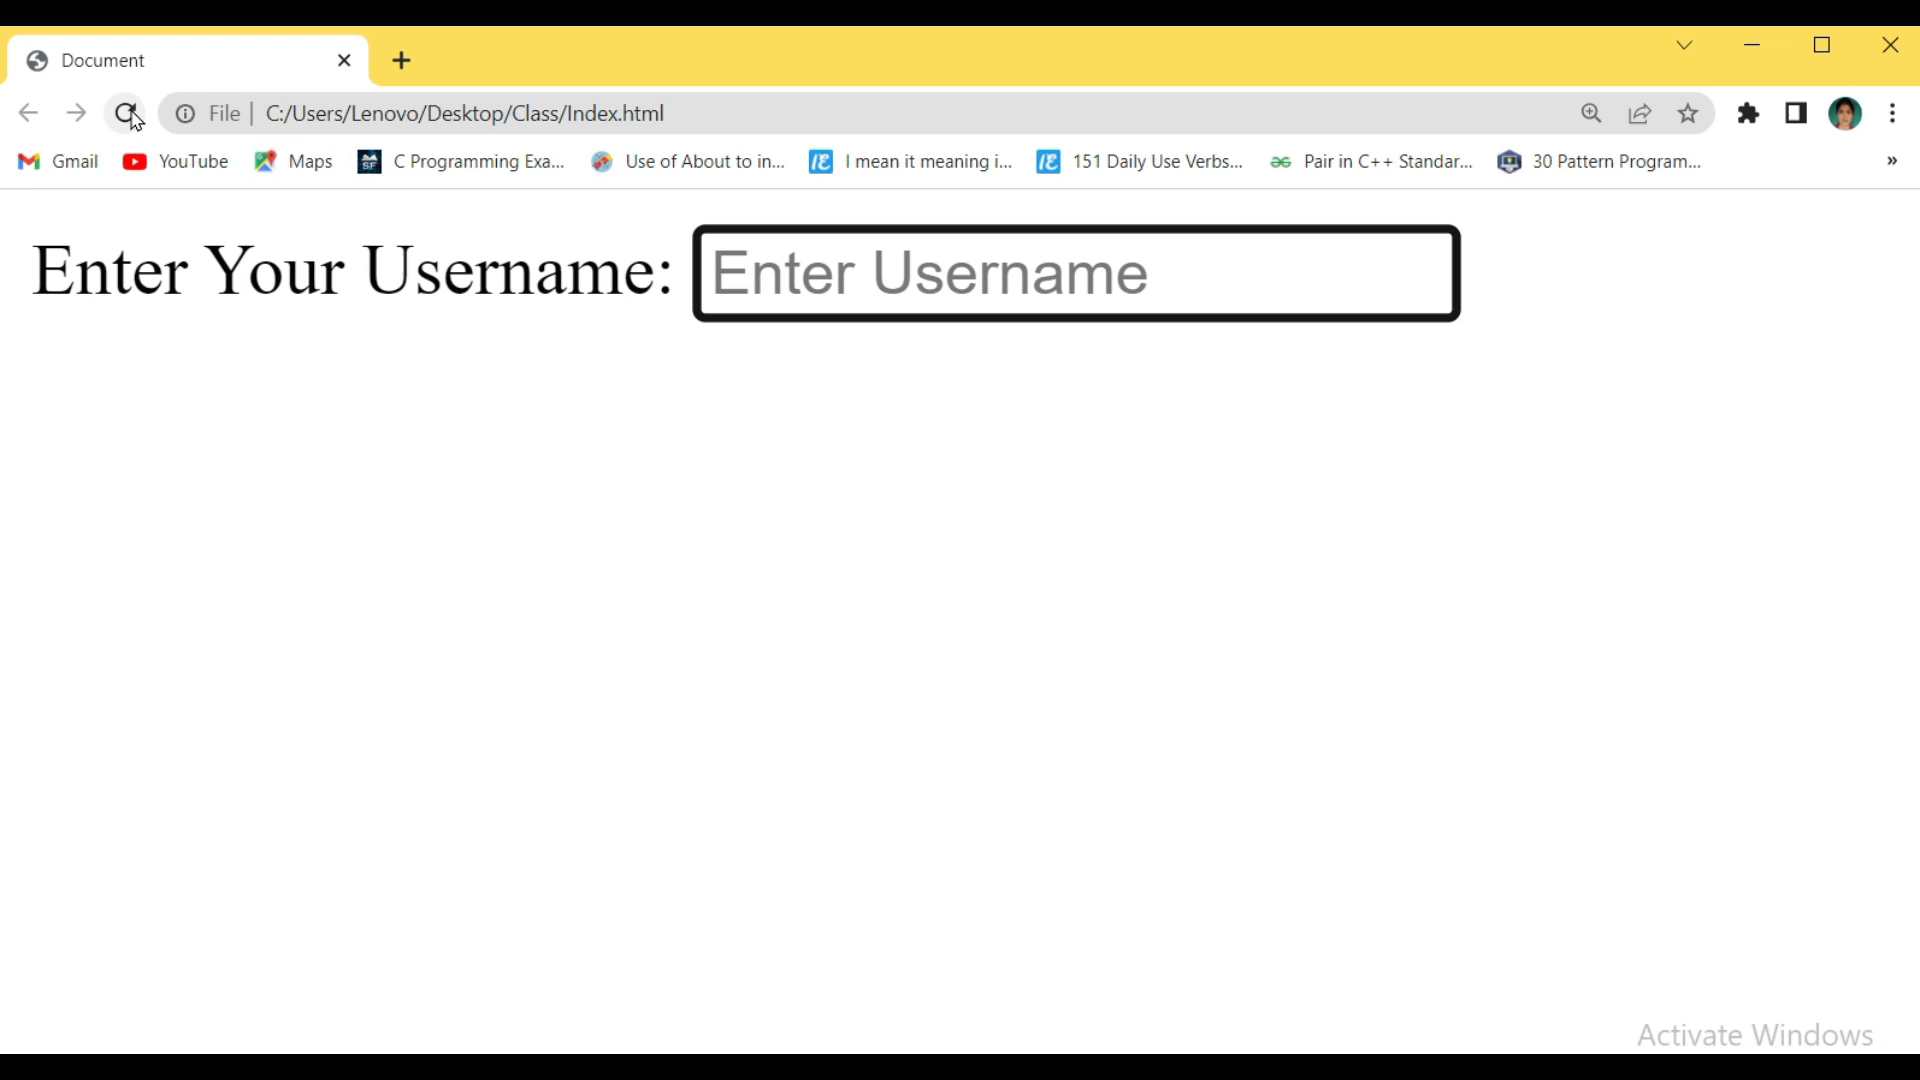 Document
File C:/Users/Lenovo/Desktop/Class/Index.html
Gmail YouTube Maps C Programming Exa... Use of About to in... I mean it meaning i... 151 Daily Use Verbs... Pair in C++ Standar... 30 Pattern Program... »
Enter Your Username: Enter Username
Activate Windows